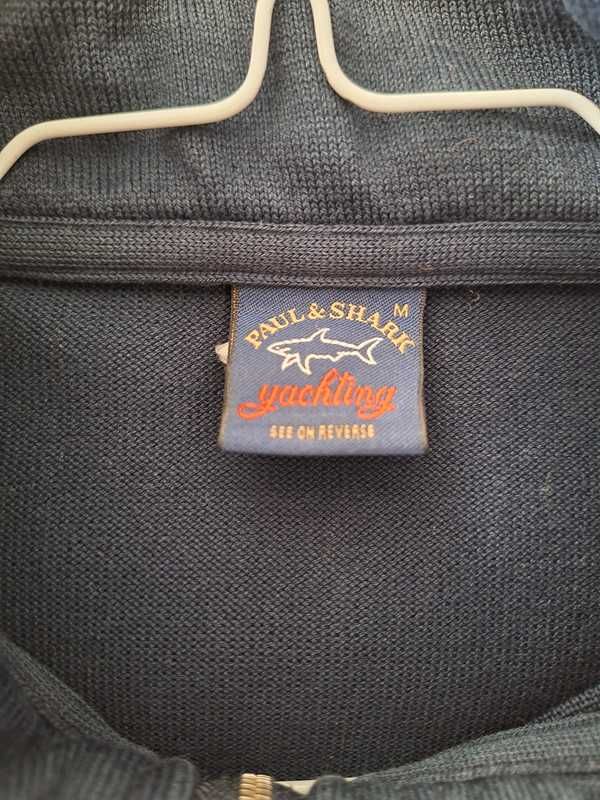 M
PAUL & SHARK
yachting
SEE ON REVERSE